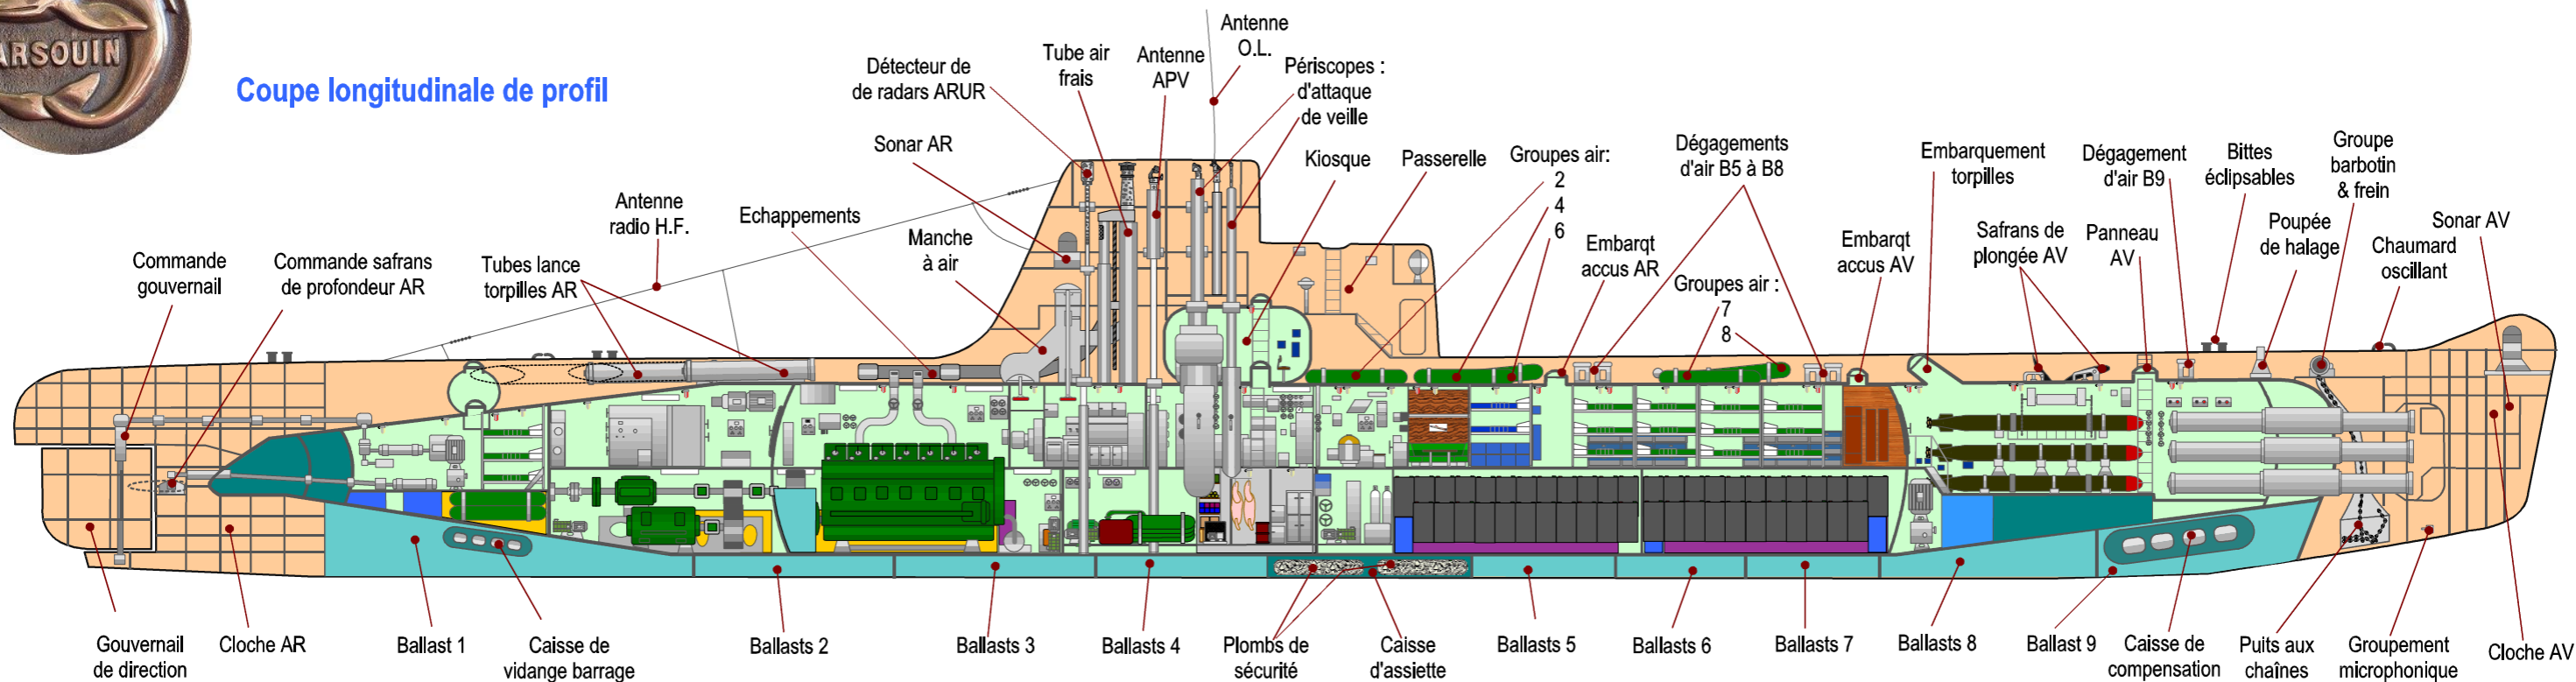 ARSOUIN
Coupe longitudinale de profil
Antenne
O.L.
Tube air
frais
Antenne
APV
Détecteur de
de radars ARUR
Périscopes :
d'attaque
de veille
Sonar AR
Kiosque
Passerelle
Groupes air:
2
4
6
Dégagements
d'air B5 à B8
Embarquement
torpilles
Dégagement
d'air B9
Bittes
éclipsables
Groupe
barbotin
& frein
Antenne
radio H.F.
Echappements
Manche
à air
Embarqt
accus AR
Groupes air :
7
8
Embarqt
accus AV
Safrans de
plongée AV
Panneau
AV
Poupée
de halage
Sonar AV
Chaumard
oscillant
Commande
gouvernail
Commande safrans
de profondeur AR
Tubes lance
torpilles AR
Gouvernail
de direction
Cloche AR
Ballast 1
Caisse de
vidange barrage
Ballasts 2
Ballasts 3
Ballasts 4
Plombs de
sécurité
Caisse
d'assiette
Ballasts 5
Ballasts 6
Ballasts 7
Ballasts 8
Ballast 9
Caisse de
compensation
Puits aux
chaînes
Groupement
microphonique
Cloche AV